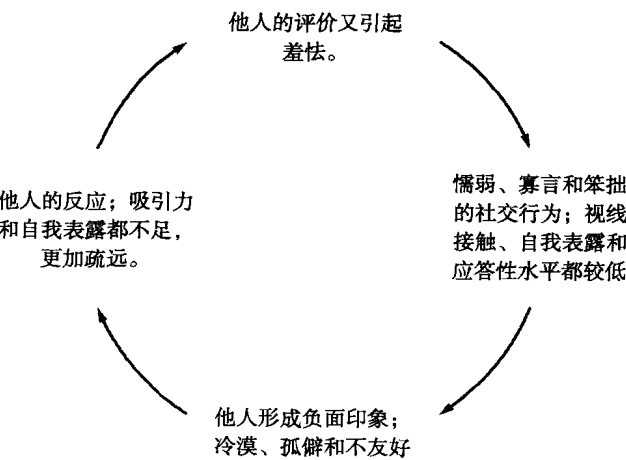 他人的评价又引起
羞怯。
懦弱、寡言和笨拙
的社交行为；视线
接触、自我表露和
应答性水平都较低
他人形成负面印象；
冷漠、孤僻和不友好
他人的反应；吸引力
和自我表露都不足，
更加疏远。